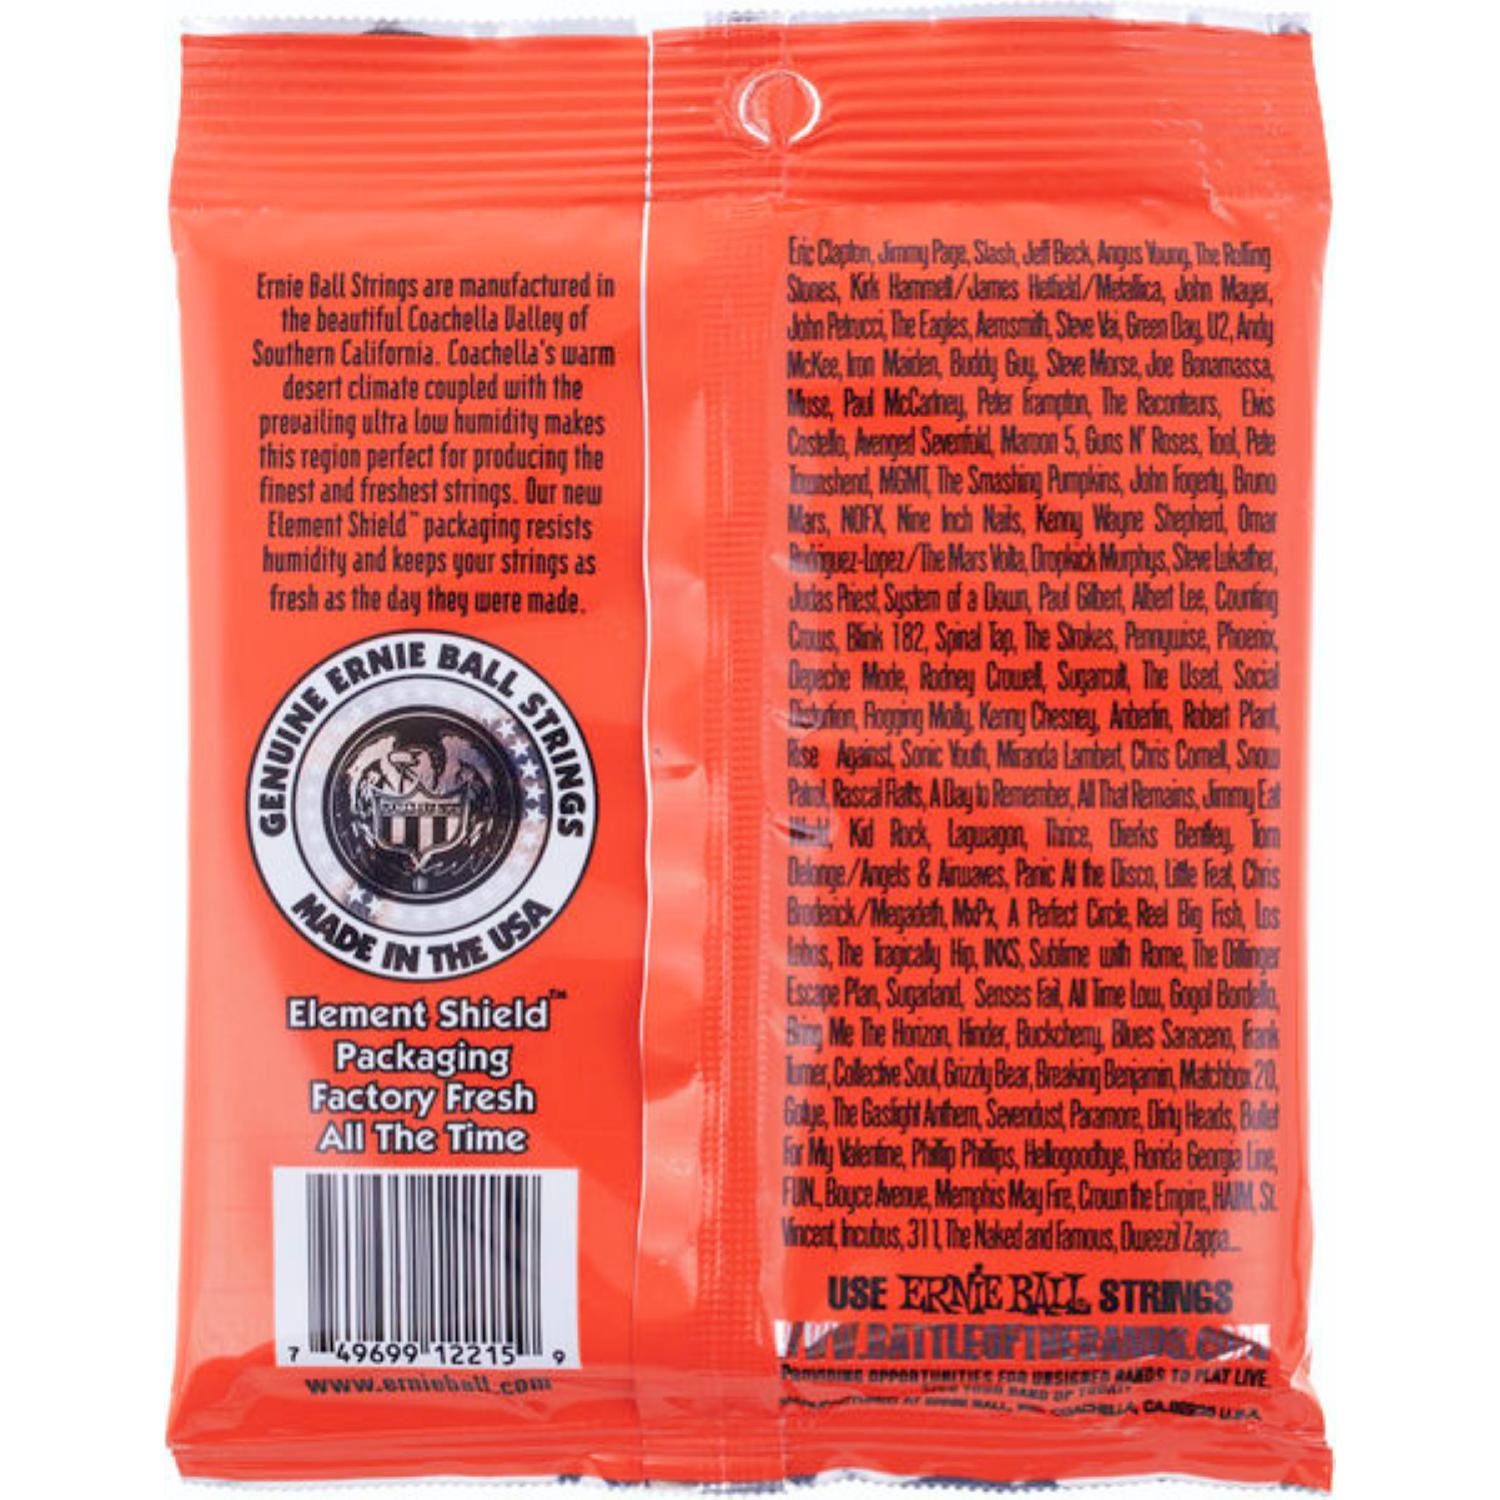 Ernie Ball Strings are manufactured in
the beautiful Coachella Valley of
Southern California. Coachella's warm
desert climate coupled with the
prevailing ultra low humidity makes
this region perfect for producing the
finest and freshest strings. Our new
Element Shield™ packaging resists
humidity and keeps your strings as
fresh as the day they were made.
GENUINE ERNIE BALL STRINGS
MADE IN THE USA
Element Shield™
Packaging
Factory Fresh
All The Time
7 49699 12215 9
www.ernieball.com
Eric Clapton, Jimmy Page, Slash, Jeff Beck, Angus Young, The Rolling
Stones, Kirk Hammett/James Hetfield/Metallica, John Mayer,
John Petrucci, The Eagles, Aerosmith, Steve Vai, Green Day, U2, Andy
McKee, Iron Maiden, Buddy Guy, Steve Morse, Joe Bonamassa,
Muse, Paul McCartney, Peter Frampton, The Raconteurs, Elvis
Costello, Avenged Sevenfold, Maroon 5, Guns N' Roses, Tool, Pete
Townshend, MGMT, The Smashing Pumpkins, John Fogerty, Bruno
Mars, NOFX, Nine Inch Nails, Kenny Wayne Shepherd, Omar
Rodriguez-Lopez/The Mars Volta, Dropkick Murphys, Steve Lukather,
Judas Priest, System of a Down, Paul Gilbert, Albert Lee, Counting
Crows, Blink 182, Spinal Tap, The Strokes, Pennywise, Phoenix,
Depeche Mode, Rodney Crowell, Sugarcult, The Used, Social
Distortion, Flogging Molly, Kenny Chesney, Anberlin, Robert Plant,
Rise Against, Sonic Youth, Miranda Lambert, Chris Cornell, Snow
Patrol, Rascal Flatts, A Day to Remember, All That Remains, Jimmy Eat
World, Kid Rock, Lagwagon, Thrice, Dierks Bentley, Tom
Delonge/Angels & Airwaves, Panic At the Disco, Little Feat, Chris
Broderick/Megadeth, MxPx, A Perfect Circle, Reel Big Fish, Los
Lobos, The Tragically Hip, INXS, Sublime with Rome, The Dillinger
Escape Plan, Sugarland, Senses Fail, All Time Low, Gogol Bordello,
Bring Me The Horizon, Hinder, Buckcherry, Blues Saraceno, Frank
Turner, Collective Soul, Grizzly Bear, Breaking Benjamin, Matchbox 20,
Gotye, The Gaslight Anthem, Sevendust, Paramore, Dirty Heads, Bullet
For My Valentine, Phillip Phillips, Hellogoodbye, Florida Georgia Line,
FUN., Boyce Avenue, Memphis May Fire, Crown the Empire, HAIM, St.
Vincent, Incubus, 311, The Naked and Famous, Dweezil Zappa...
USE ERNIE BALL STRINGS
WWW.BATTLEOFTHEBANDS.COM
PROVIDING OPPORTUNITIES FOR UNSIGNED BANDS TO PLAY LIVE.
YOUR BAND UP TODAY!
MANUFACTURED BY ERNIE BALL, COACHELLA, CA. U.S.A.